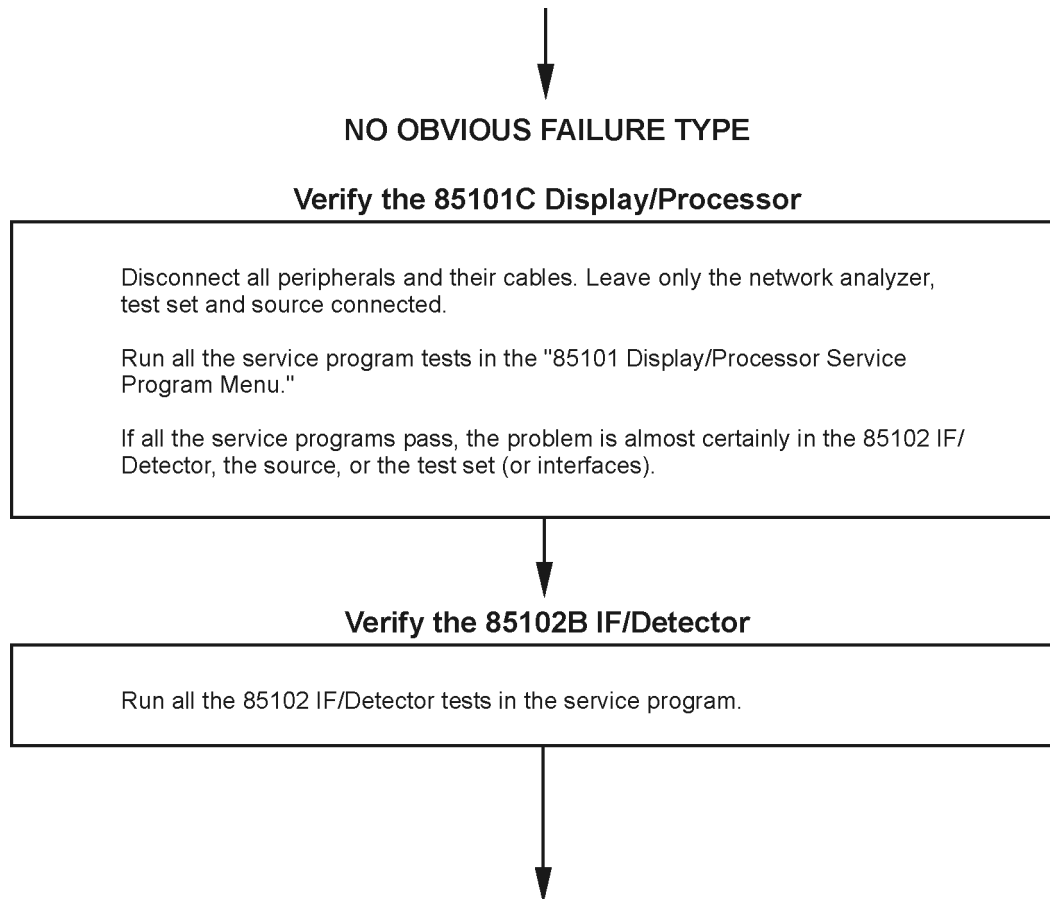 NO OBVIOUS FAILURE TYPE
Verify the 85101C Display/Processor
Disconnect all peripherals and their cables. Leave only the network analyzer,
test set and source connected.
Run all the service program tests in the "85101 Display/Processor Service
Program Menu."
If all the service programs pass, the problem is almost certainly in the 85102 IF/
Detector, the source, or the test set (or interfaces).
Verify the 85102B IF/Detector
Run all the 85102 IF/Detector tests in the service program.